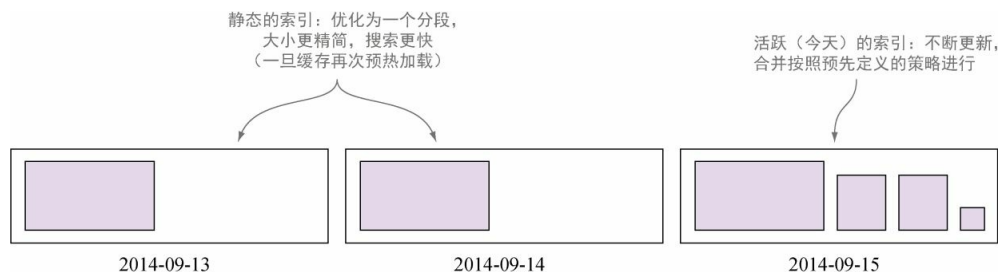 静态的索引：优化为一个分段，
大小更精简，搜索更快
（一旦缓存再次预热加载）
活跃（今天）的索引：不断更新，
合并按照预先定义的策略进行
2014-09-13
2014-09-14
2014-09-15